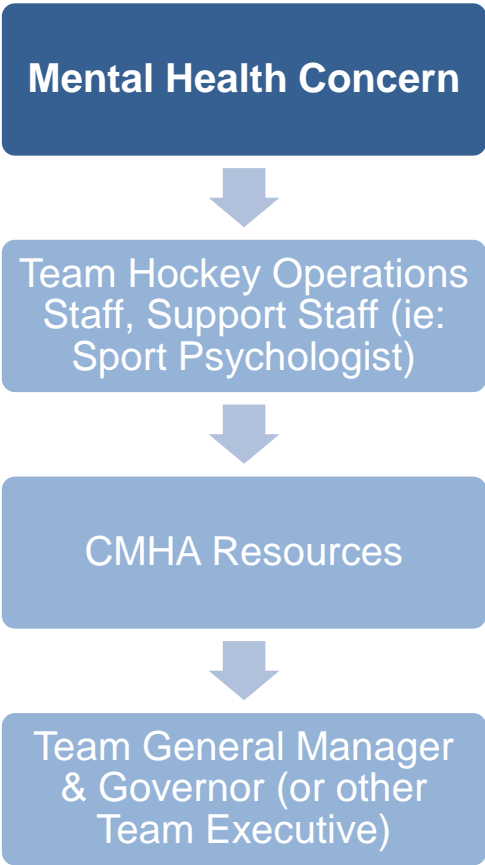 Mental Health Concern
Team Hockey Operations
Staff, Support Staff (ie:
Sport Psychologist)
CMHA Resources
Team General Manager
& Governor (or other
Team Executive)